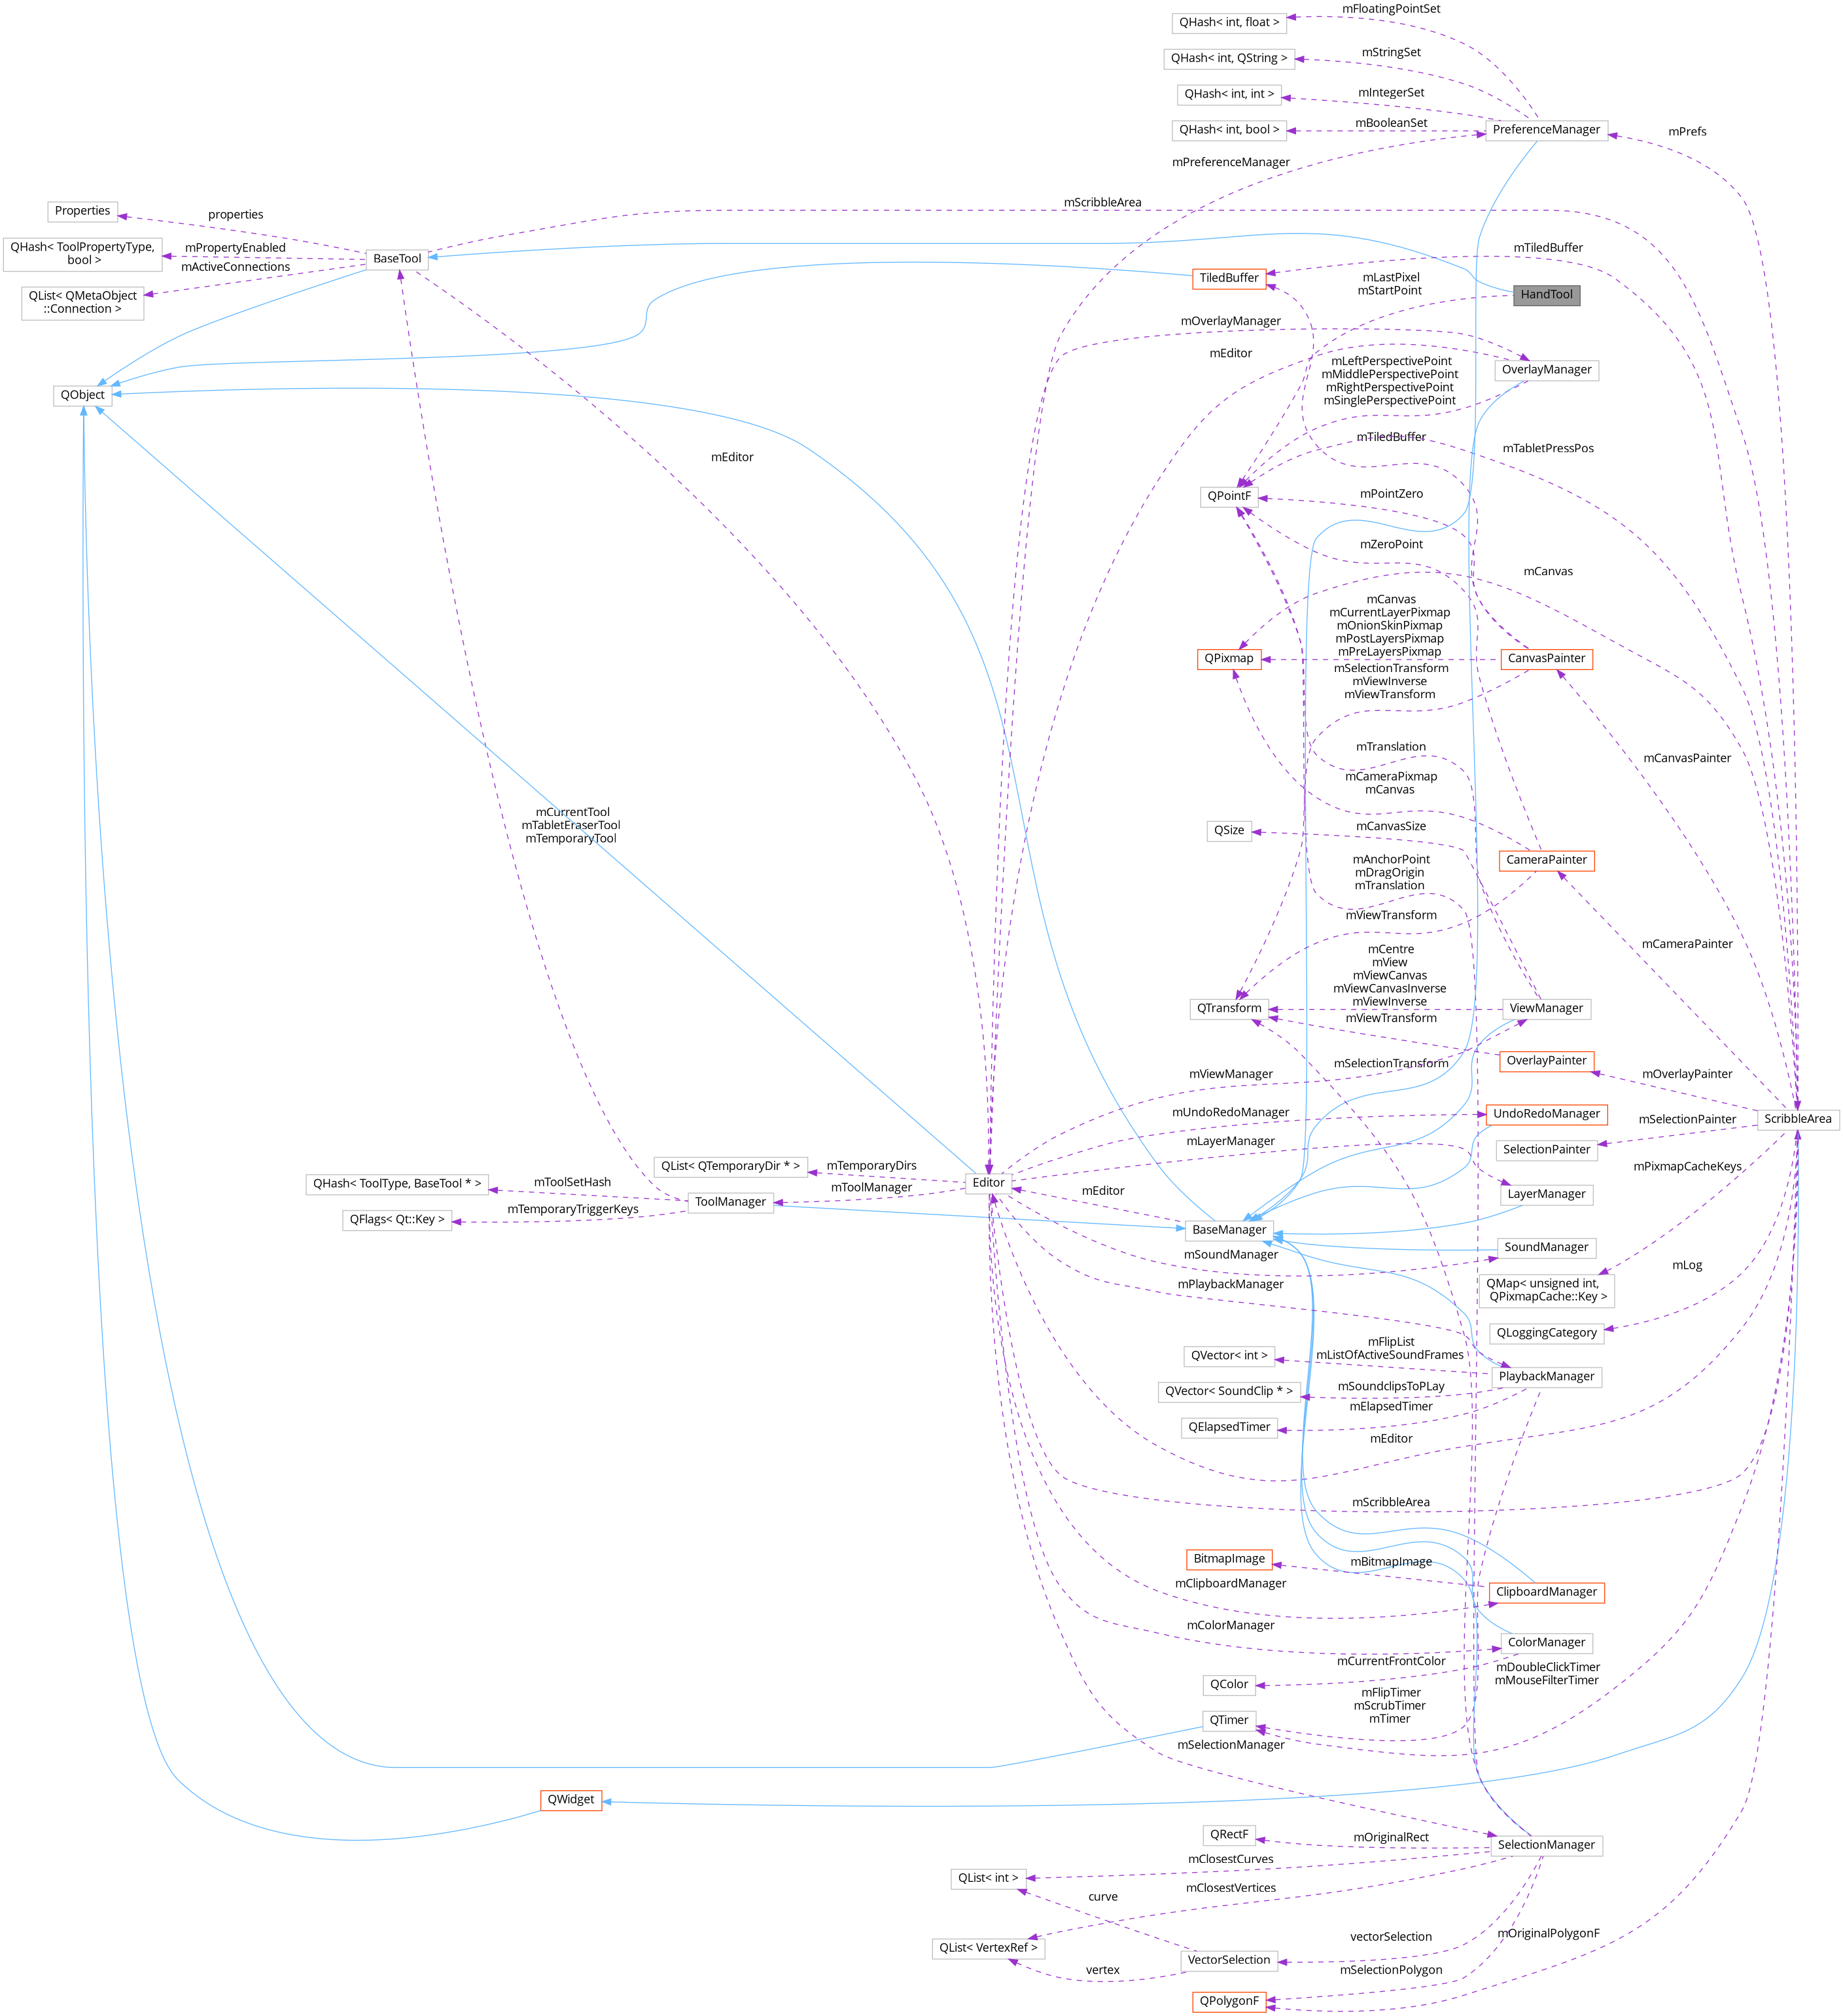 mFloatingPointSet
QHash< int, float >
mStringSet
QHash< int, QString >
mIntegerSet
QHash< int, int >
mBooleanSet
QHash< int, bool >
PreferenceManager
mPrefs
mPreferenceManager
mScribbleArea
Properties
properties
QHash< ToolPropertyType,
bool >
mPropertyEnabled
mActiveConnections
BaseTool
mTiledBuffer
TiledBuffer
mLastPixel
mStartPoint
HandTool
QList< QMetaObject
::Connection >
mOverlayManager
mEditor
mLeftPerspectivePoint
mMiddlePerspectivePoint
mRightPerspectivePoint
mSinglePerspectivePoint
OverlayManager
QObject
mTiledBuffer
mTabletPressPos
mEditor
QPointF
mPointZero
mZeroPoint
mCanvas
mCanvas
mCurrentLayerPixmap
mOnionSkinPixmap
mPostLayersPixmap
mPreLayersPixmap
QPixmap
CanvasPainter
mSelectionTransform
mViewInverse
mViewTransform
mTranslation
mCanvasPainter
mCameraPixmap
mCanvas
mCurrentTool
mTabletEraserTool
mTemporaryTool
QSize
mCanvasSize
mAnchorPoint
mDragOrigin
mTranslation
CameraPainter
mViewTransform
mCameraPainter
mCentre
mView
mViewCanvas
mViewCanvasInverse
mViewInverse
QTransform
ViewManager
mViewTransform
mSelectionTransform
OverlayPainter
mViewManager
mOverlayPainter
mUndoRedoManager
UndoRedoManager
ScribbleArea
mSelectionPainter
mLayerManager
SelectionPainter
QList< QTemporaryDir * >
mTemporaryDirs
mPixmapCacheKeys
QHash< ToolType, BaseTool * >
mToolSetHash
ToolManager
mToolManager
Editor
mEditor
LayerManager
mTemporaryTriggerKeys
QFlags< Qt::Key >
BaseManager
SoundManager
mSoundManager
mLog
mPlaybackManager
QMap< unsigned int,
QPixmapCache::Key >
QLoggingCategory
mFlipList
mListOfActiveSoundFrames
QVector< int >
PlaybackManager
mSoundclipsToPLay
QVector< SoundClip * >
mElapsedTimer
QElapsedTimer
mEditor
mScribbleArea
BitmapImage
mBitmapImage
mClipboardManager
ClipboardManager
mColorManager
ColorManager
mCurrentFrontColor
mDoubleClickTimer
mMouseFilterTimer
QColor
mFlipTimer
mScrubTimer
mTimer
QTimer
mSelectionManager
QWidget
QRectF
mOriginalRect
SelectionManager
mClosestCurves
QList< int >
mClosestVertices
curve
mOriginalPolygonF
vectorSelection
QList< VertexRef >
VectorSelection
vertex
mSelectionPolygon
QPolygonF